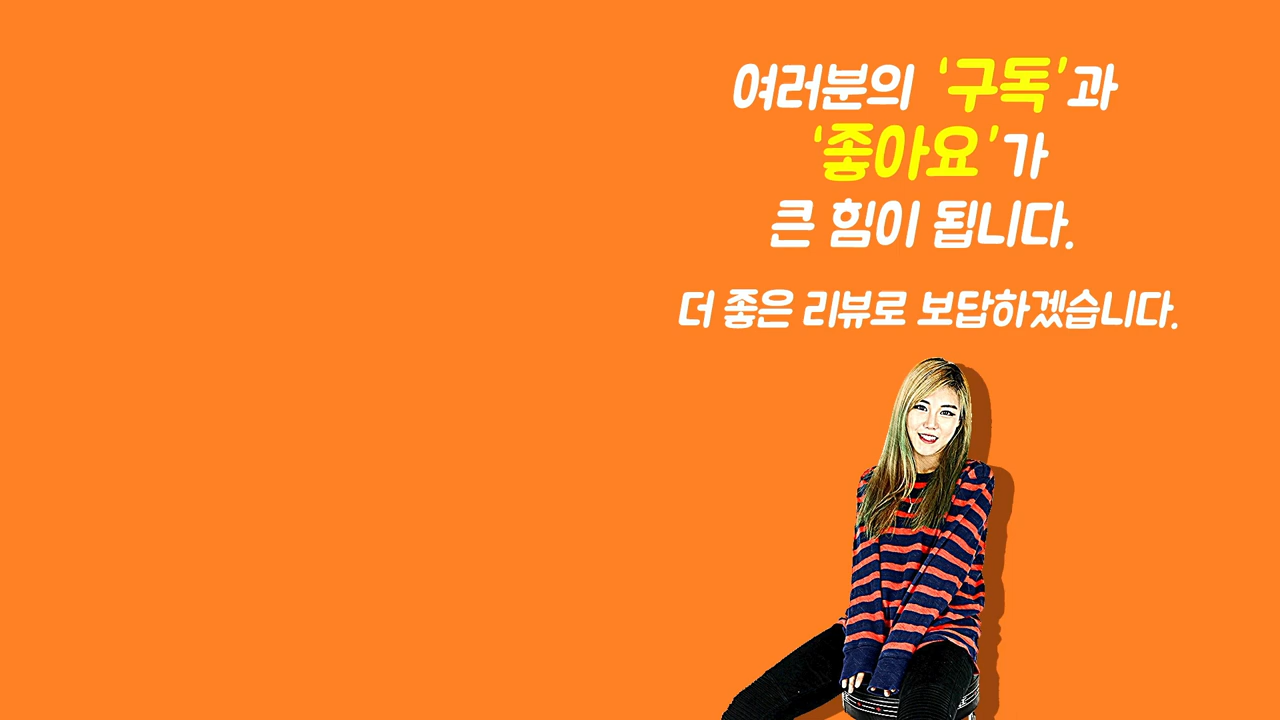 여러분의 '구독'과
'좋아요'가
큰 힘이 됩니다.
더 좋은 리뷰로 보답하겠습니다.